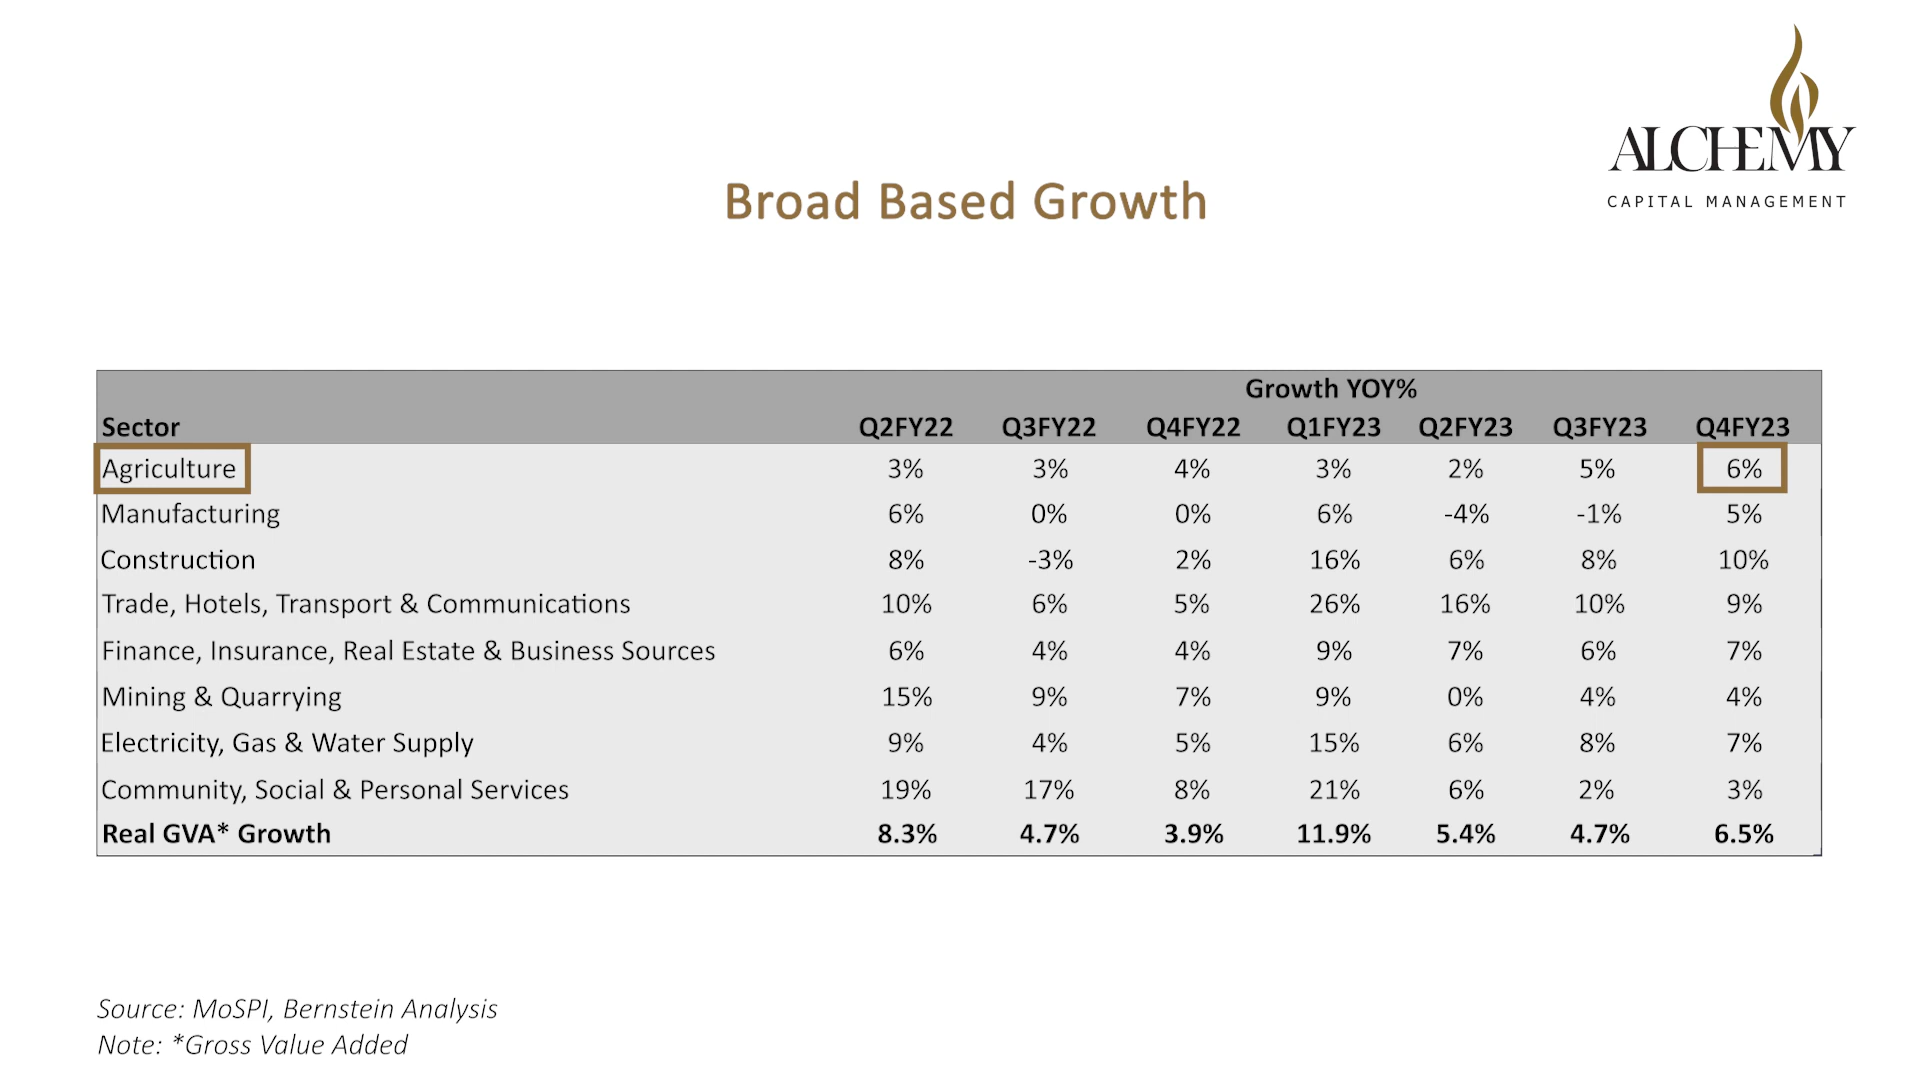 ALCHEMY
CAPITAL MANAGEMENT
Broad Based Growth
Growth YOY%
Sector Q2FY22 Q3FY22 Q4FY22 Q1FY23 Q2FY23 Q3FY23 Q4FY23
Agriculture 3% 3% 4% 3% 2% 5% 6%
Manufacturing 6% 0% 0% 6% -4% -1% 5%
Construction 8% -3% 2% 16% 6% 8% 10%
Trade, Hotels, Transport & Communications 10% 6% 5% 26% 16% 10% 9%
Finance, Insurance, Real Estate & Business Sources 6% 4% 4% 9% 7% 6% 7%
Mining & Quarrying 15% 9% 7% 9% 0% 4% 4%
Electricity, Gas & Water Supply 9% 4% 5% 15% 6% 8% 7%
Community, Social & Personal Services 19% 17% 8% 21% 6% 2% 3%
Real GVA* Growth 8.3% 4.7% 3.9% 11.9% 5.4% 4.7% 6.5%
Source: MoSPI, Bernstein Analysis
Note: *Gross Value Added